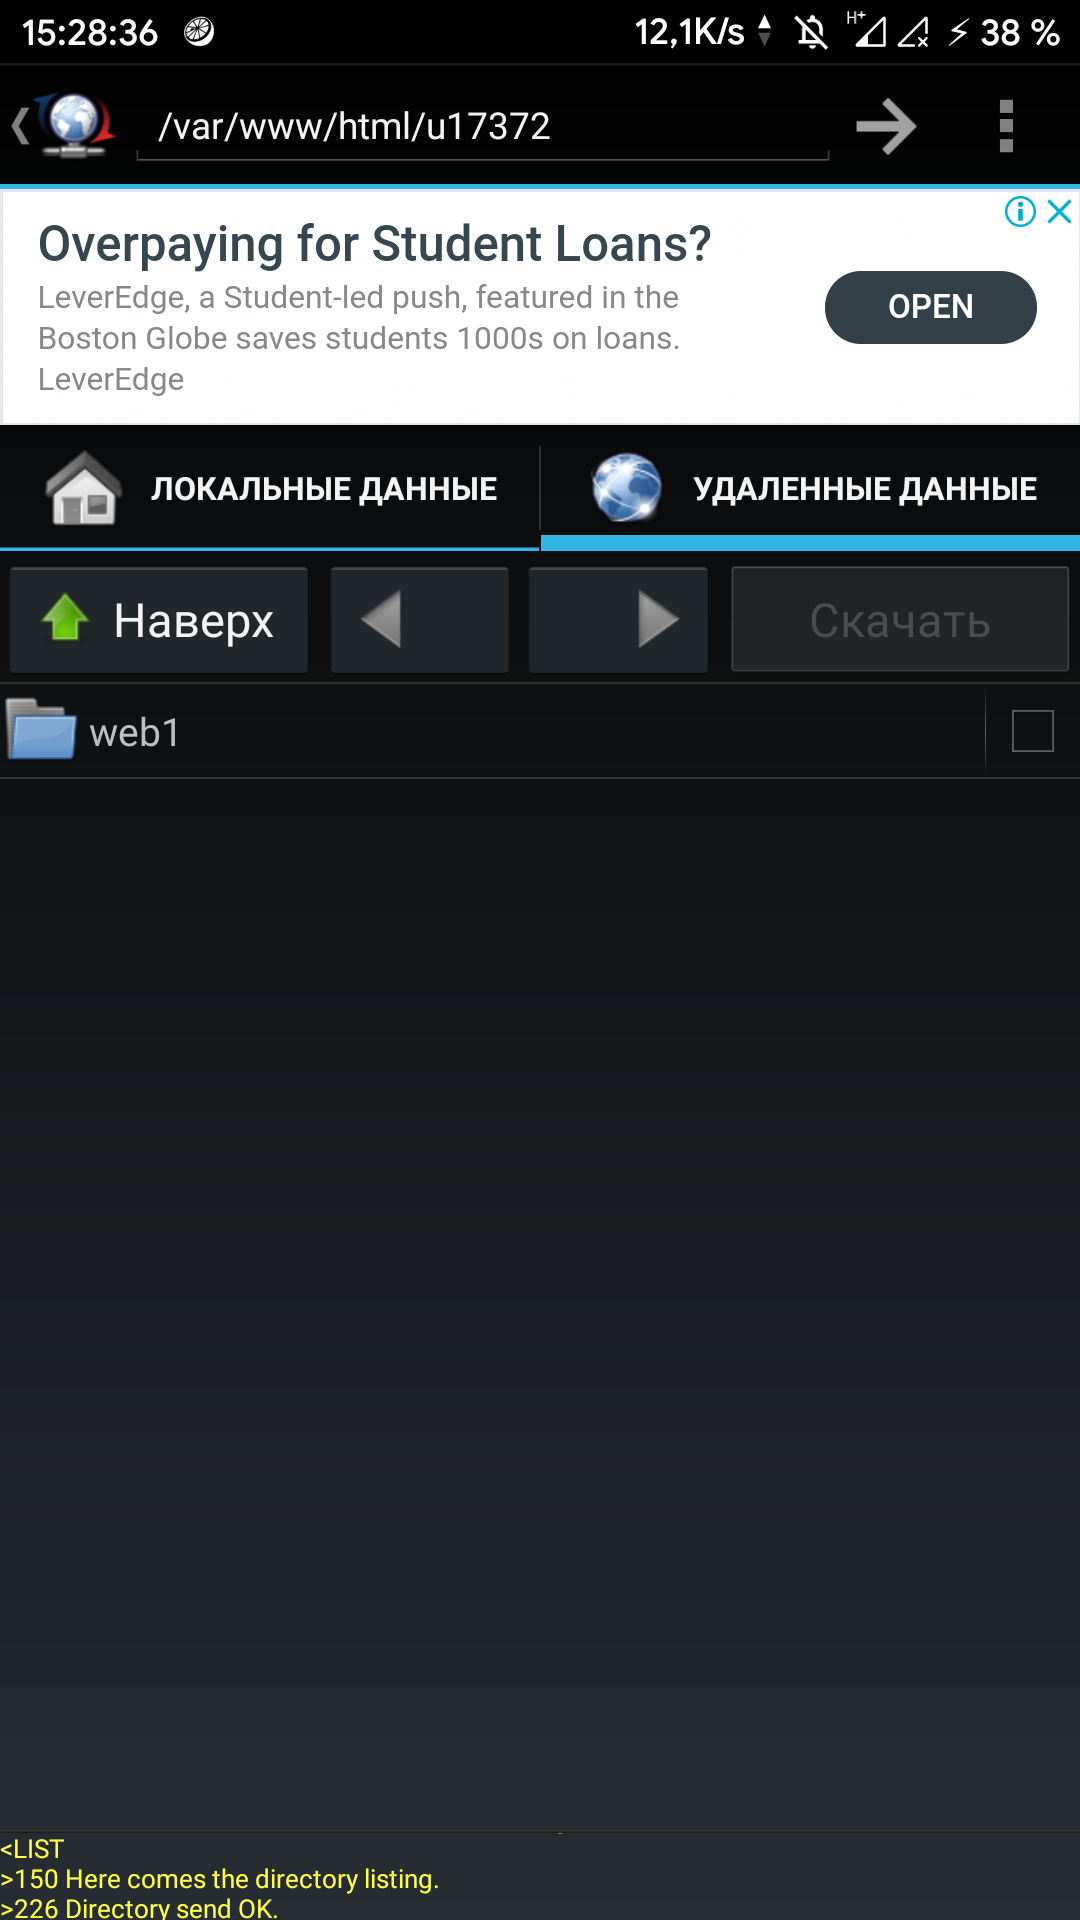 15:28:36 12,1K/s H+ 38 %
/var/www/html/u17372
Overpaying for Student Loans?
LeverEdge, a Student-led push, featured in the
Boston Globe saves students 1000s on loans.
LeverEdge
OPEN
ЛОКАЛЬНЫЕ ДАННЫЕ
УДАЛЕННЫЕ ДАННЫЕ
Наверх
Скачать
web1
<LIST
>150 Here comes the directory listing.
>226 Directory send OK.